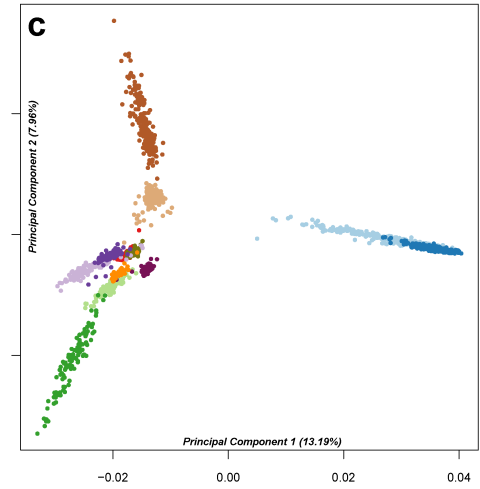 C
Principal Component 2 (7.96%)
Principal Component 1 (13.19%)
−0.02 0.00 0.02 0.04